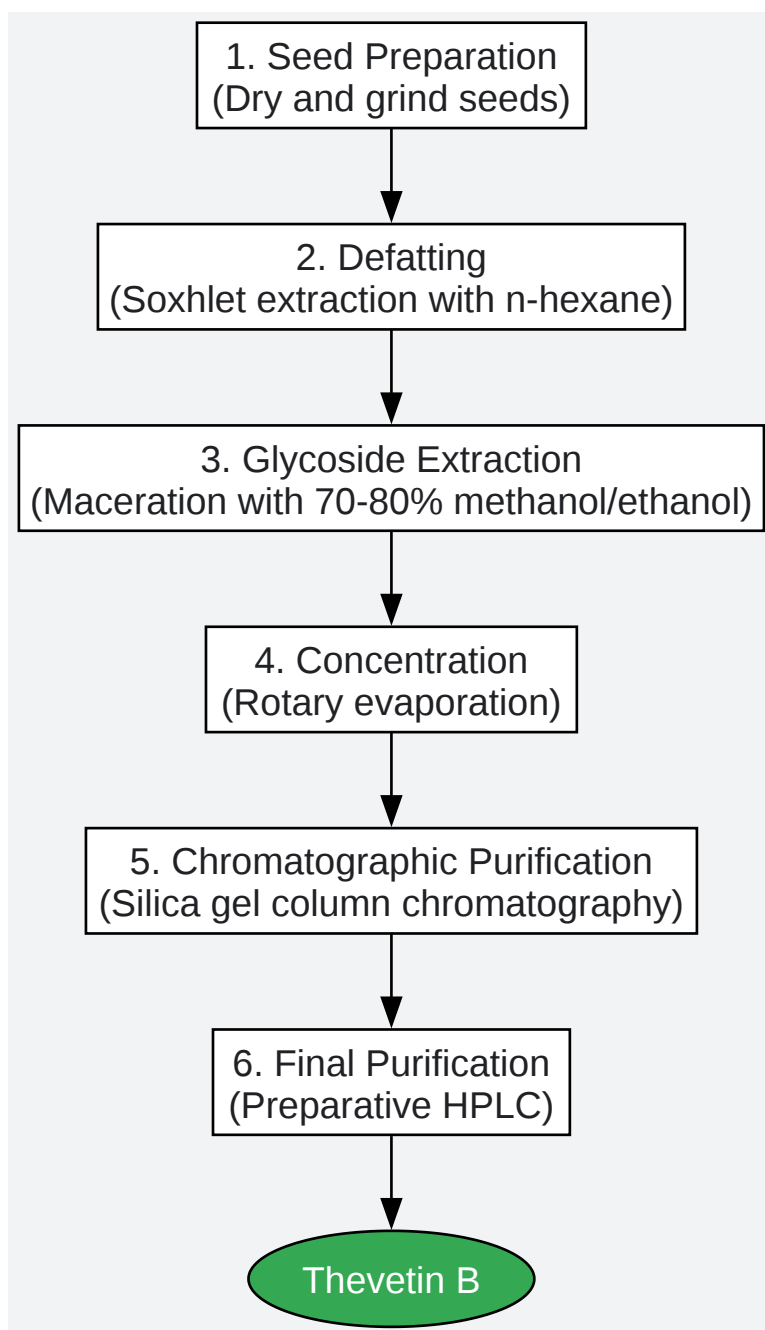 1. Seed Preparation
(Dry and grind seeds)
2. Defatting
(Soxhlet extraction with n-hexane)
3. Glycoside Extraction
(Maceration with 70-80% methanol/ethanol)
4. Concentration
(Rotary evaporation)
5. Chromatographic Purification
(Silica gel column chromatography)
6. Final Purification
(Preparative HPLC)
Thevetin B